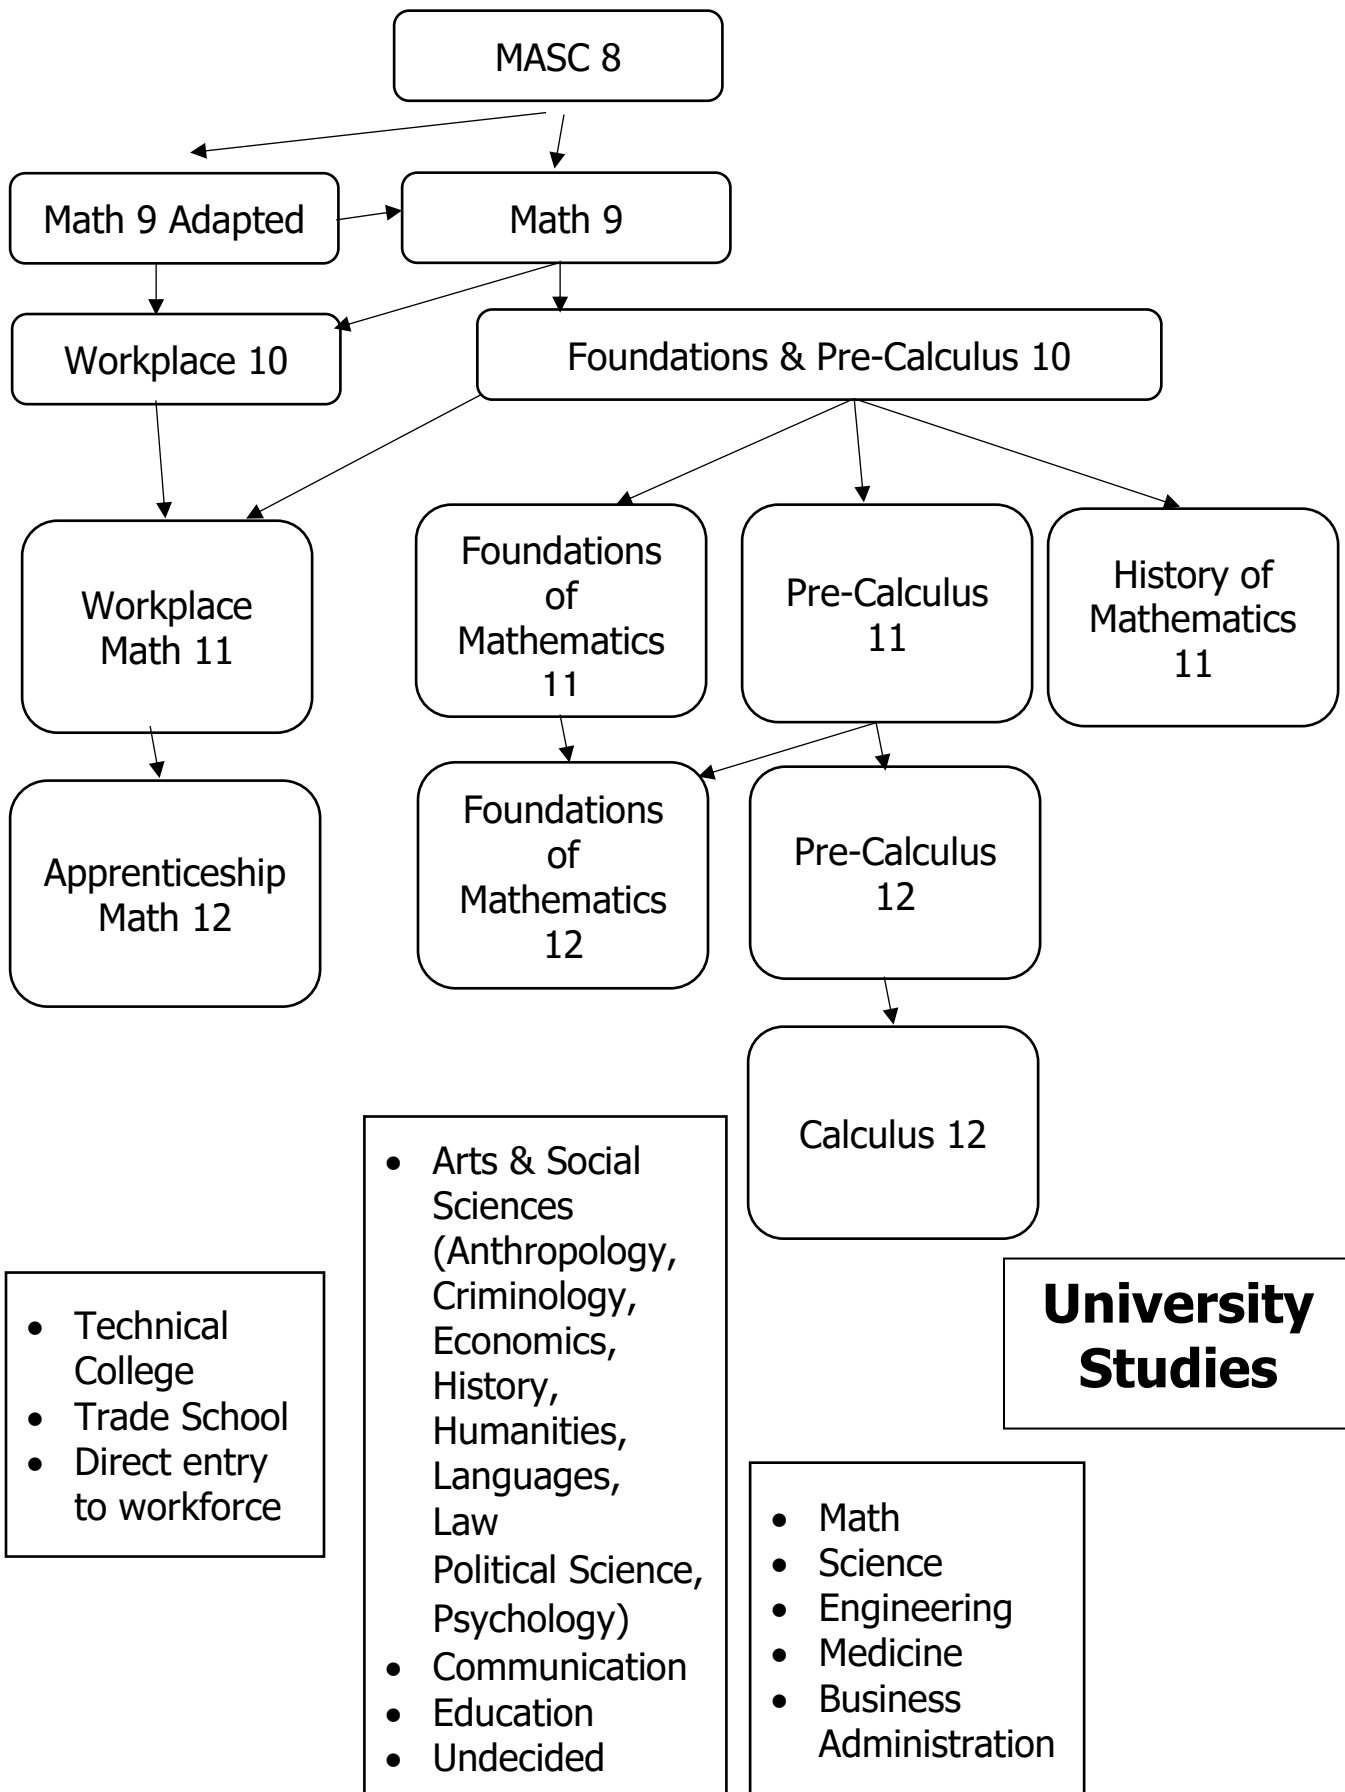 MASC 8
Math 9 Adapted
Math 9
Workplace 10
Foundations & Pre-Calculus 10
Workplace
Math 11
Foundations
of
Mathematics
11
Pre-Calculus
11
History of
Mathematics
11
Apprenticeship
Math 12
Foundations
of
Mathematics
12
Pre-Calculus
12
Calculus 12
• Technical
College
• Trade School
• Direct entry
to workforce
• Arts & Social
Sciences
(Anthropology,
Criminology,
Economics,
History,
Humanities,
Languages,
Law
Political Science,
Psychology)
• Communication
• Education
• Undecided
University
Studies
• Math
• Science
• Engineering
• Medicine
• Business
Administration